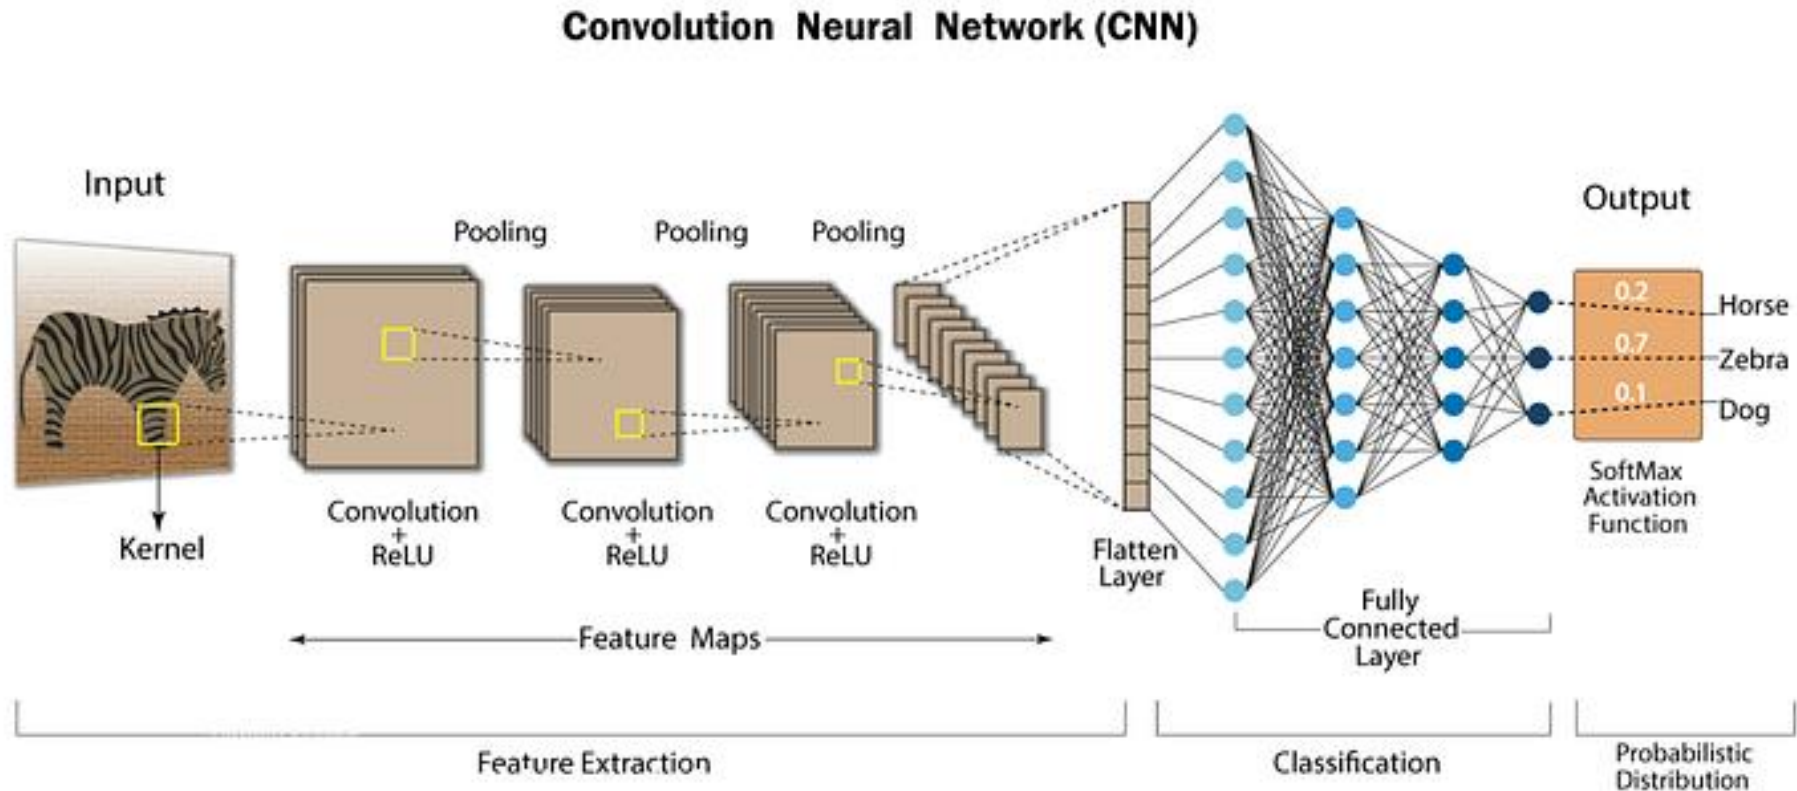 Convolution Neural Network (CNN)
Input
Pooling
Pooling
Pooling
Output
0.2
Horse
0.7
Zebra
0.1
Dog
Kernel
Convolution
+
ReLU
Convolution
+
ReLU
Convolution
+
ReLU
Flatten
Layer
SoftMax
Activation
Function
Fully
Connected
Layer
Feature Maps
Feature Extraction
Classification
Probabilistic
Distribution